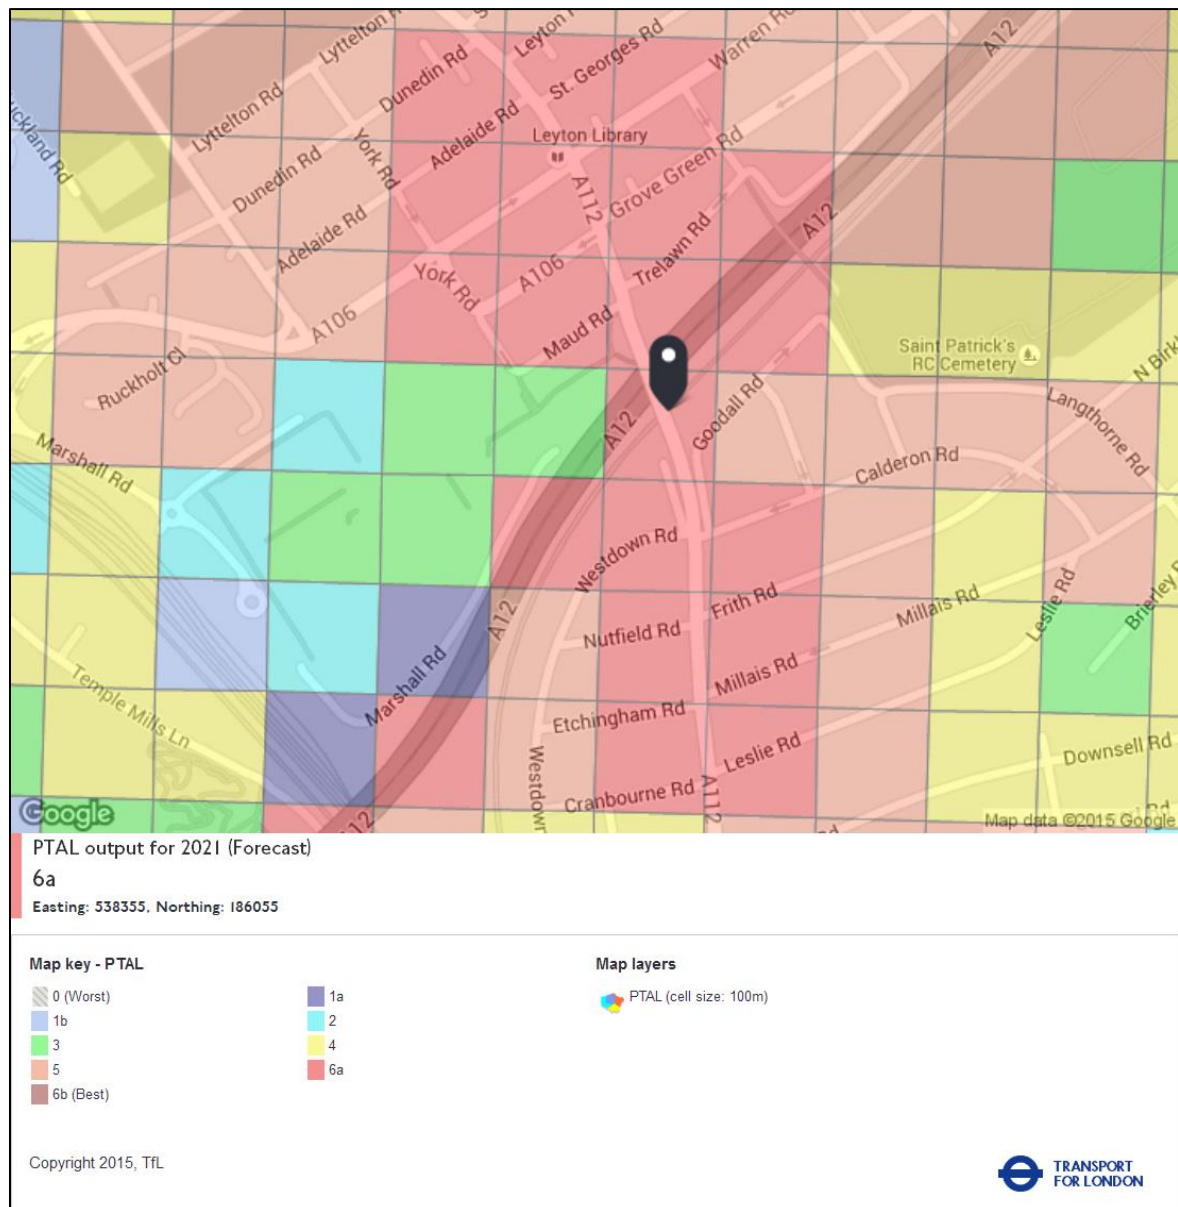 Lyttelton R
Leyton
St. Georges Rd
Warren Rd
A12
Dunedin Rd
Lyttelton Rd
York Rd
Adelaide Rd
Leyton Library
uckland Rd
Dunedin Rd
A112
Grove Green Rd
Adelaide Rd
Trelawn Rd
A12
York Rd
A106
A106
Maud Rd
Saint Patrick's
RC Cemetery
N Birk
Ruckholt Cl
Goodall Rd
Langthorne Rd
A12
Marshall Rd
Calderon Rd
Westdown Rd
Frith Rd
Millais Rd
Leslie Rd
Brierley R
A12
Nutfield Rd
Marshall Rd
Millais Rd
Temple Mills Ln
Etchingham Rd
Leslie Rd
Downsell Rd
Westdown
Cranbourne Rd
A112
Google
12
Rd
Rd
Map data ©2015 Google
PTAL output for 2021 (Forecast)
6a
Easting: 538355, Northing: 186055
Map key - PTAL
Map layers
0 (Worst)
1a
PTAL (cell size: 100m)
1b
2
3
4
5
6a
6b (Best)
Copyright 2015, TfL
TRANSPORT
FOR LONDON